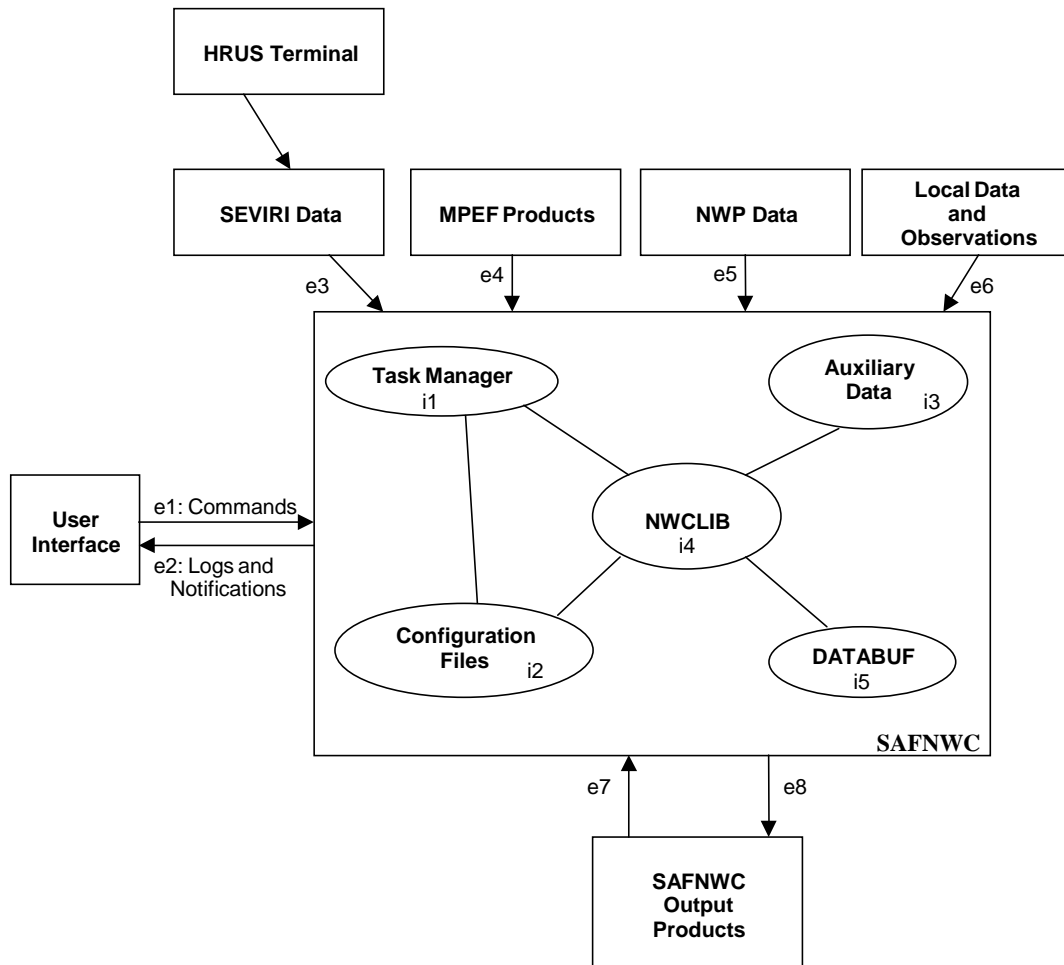 HRUS Terminal
SEVIRI Data
MPEF Products
NWP Data
Local Data
and
Observations
e3
e4
e5
e6
Task Manager
i1
Auxiliary
Data
i3
User
Interface
e1: Commands
e2: Logs and
Notifications
NWCLIB
i4
Configuration
Files
i2
DATABUF
i5
SAFNWC
e7
e8
SAFNWC
Output
Products